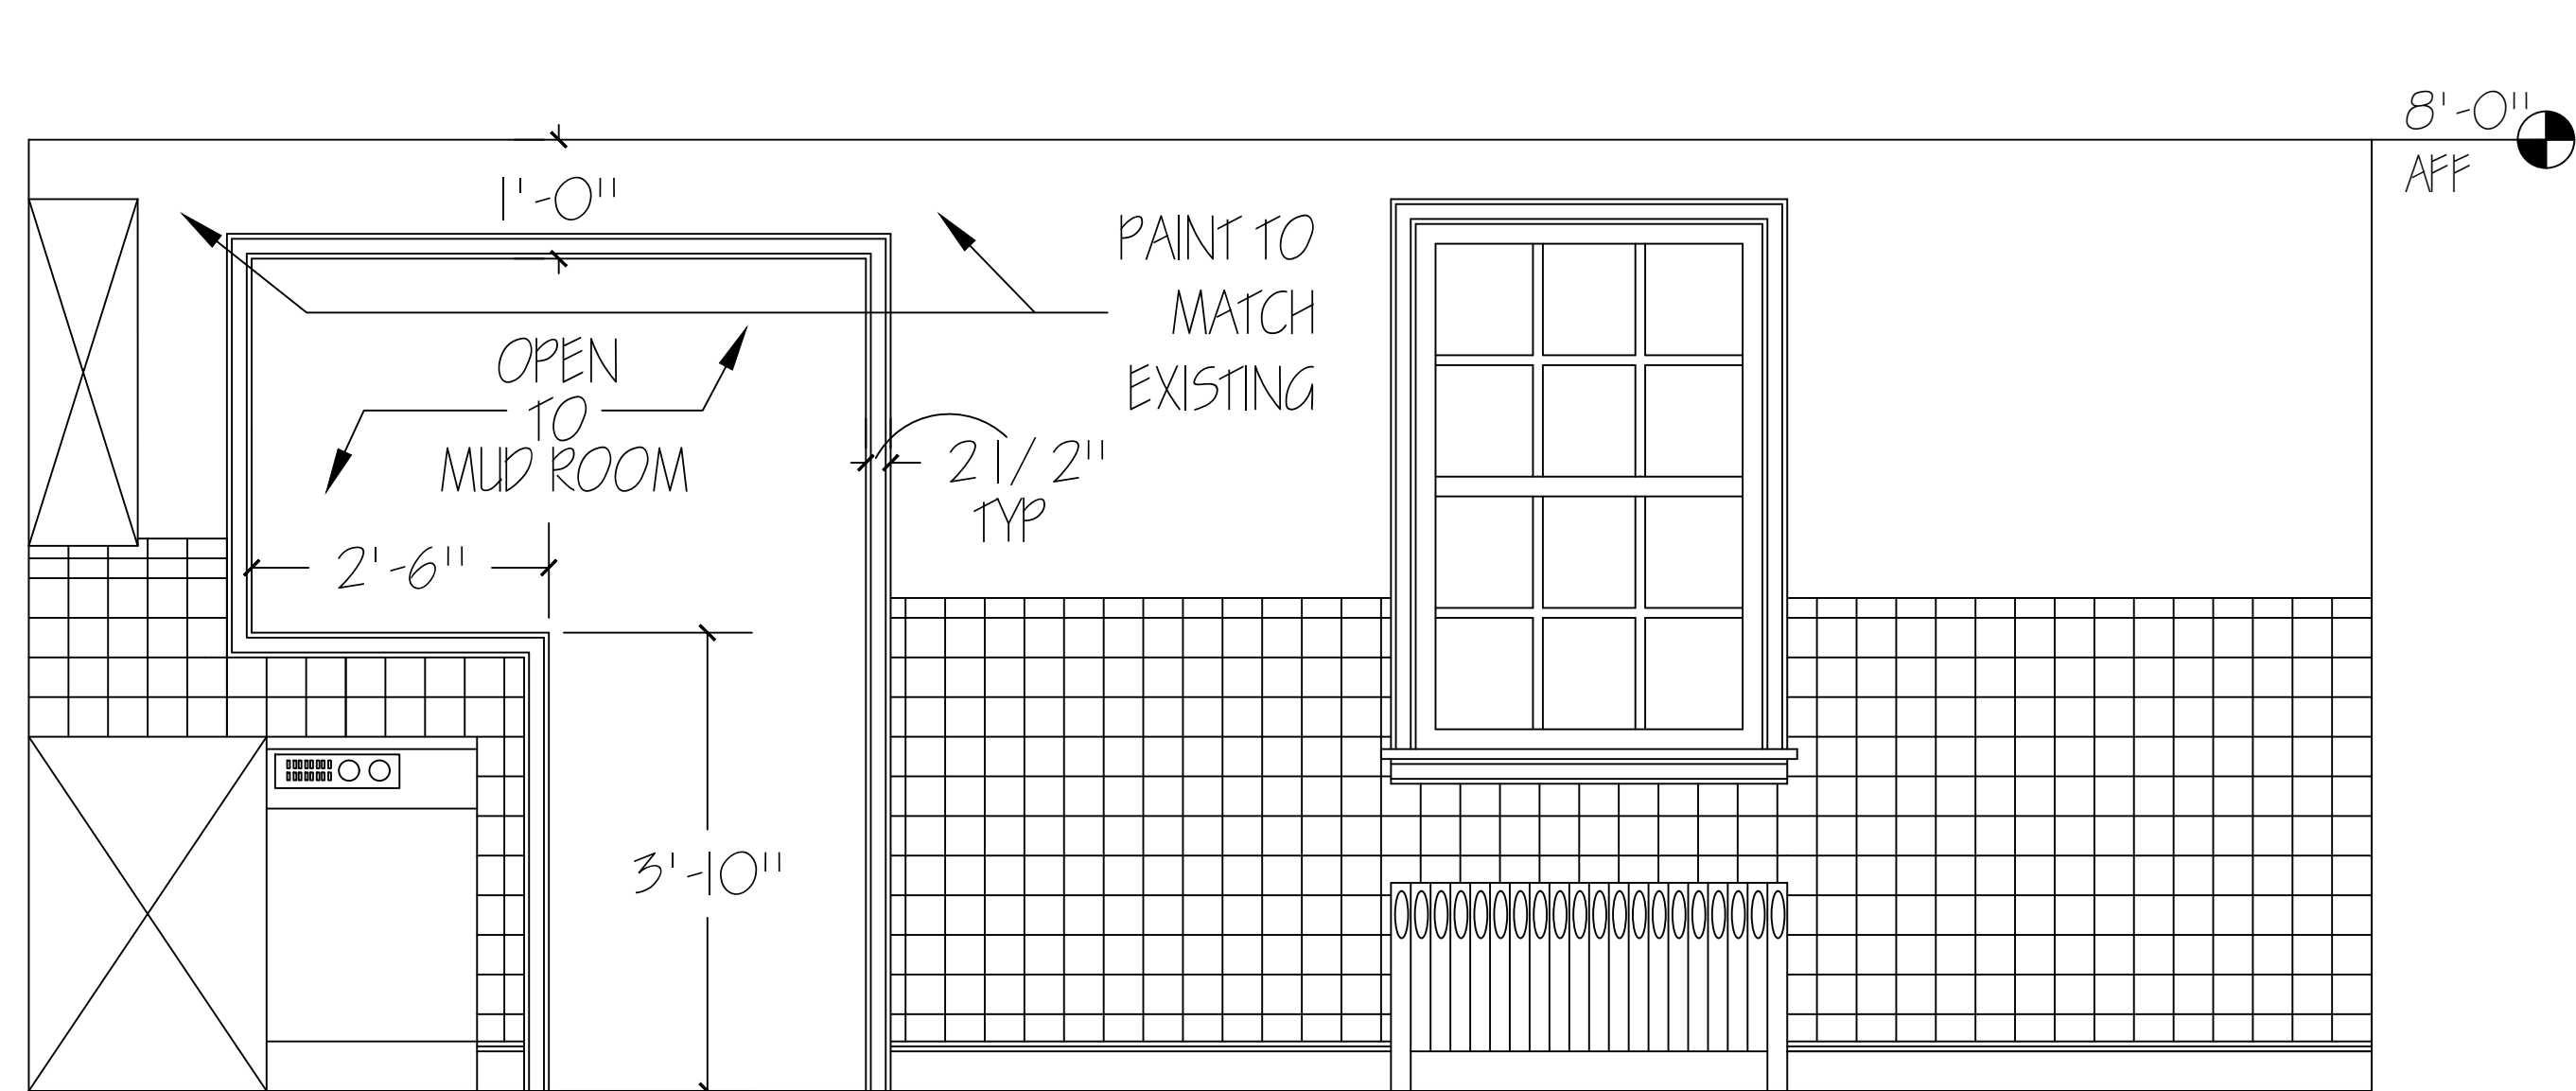 8'-0"
AFF
1'-0"
PAINT TO
MATCH
EXISTING
OPEN
TO
MUD ROOM
2 1/2"
TYP
2'-6"
3'-10"